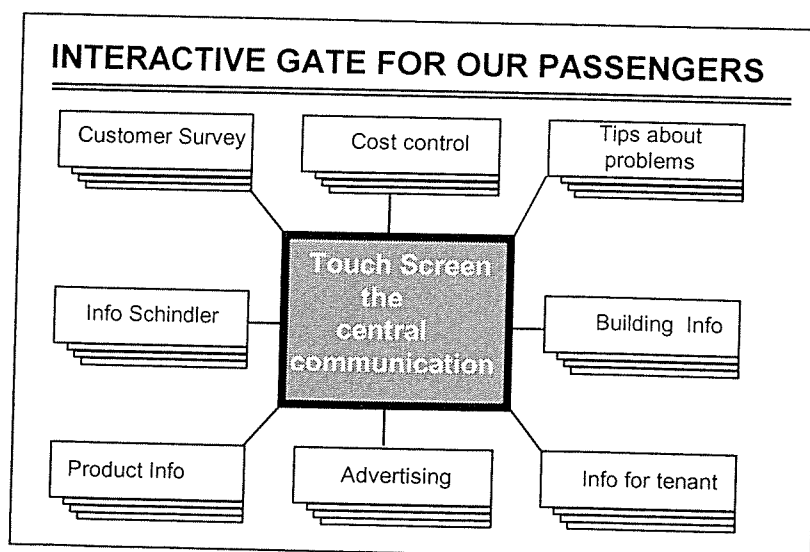 INTERACTIVE GATE FOR OUR PASSENGERS
Customer Survey
Cost control
Tips about
problems
Info Schindler
Touch Screen
the
central
communication
Building Info
Product Info
Advertising
Info for tenant